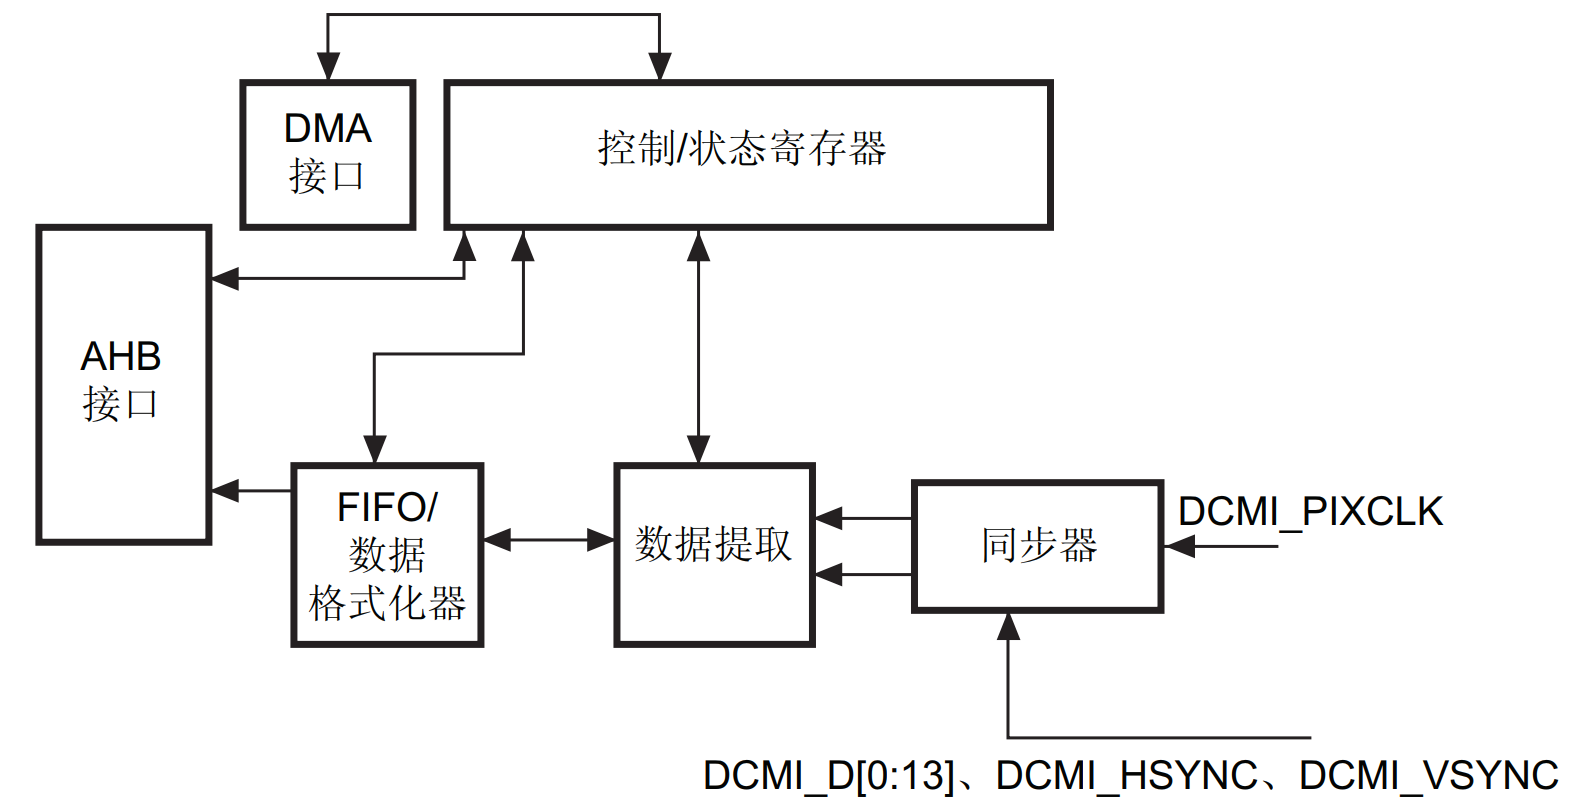 DMA
接口
控制/状态寄存器
AHB
接口
FIFO/
数据
格式化器
数据提取
同步器
DCMI_PIXCLK
DCMI_D[0:13]、DCMI_HSYNC、DCMI_VSYNC